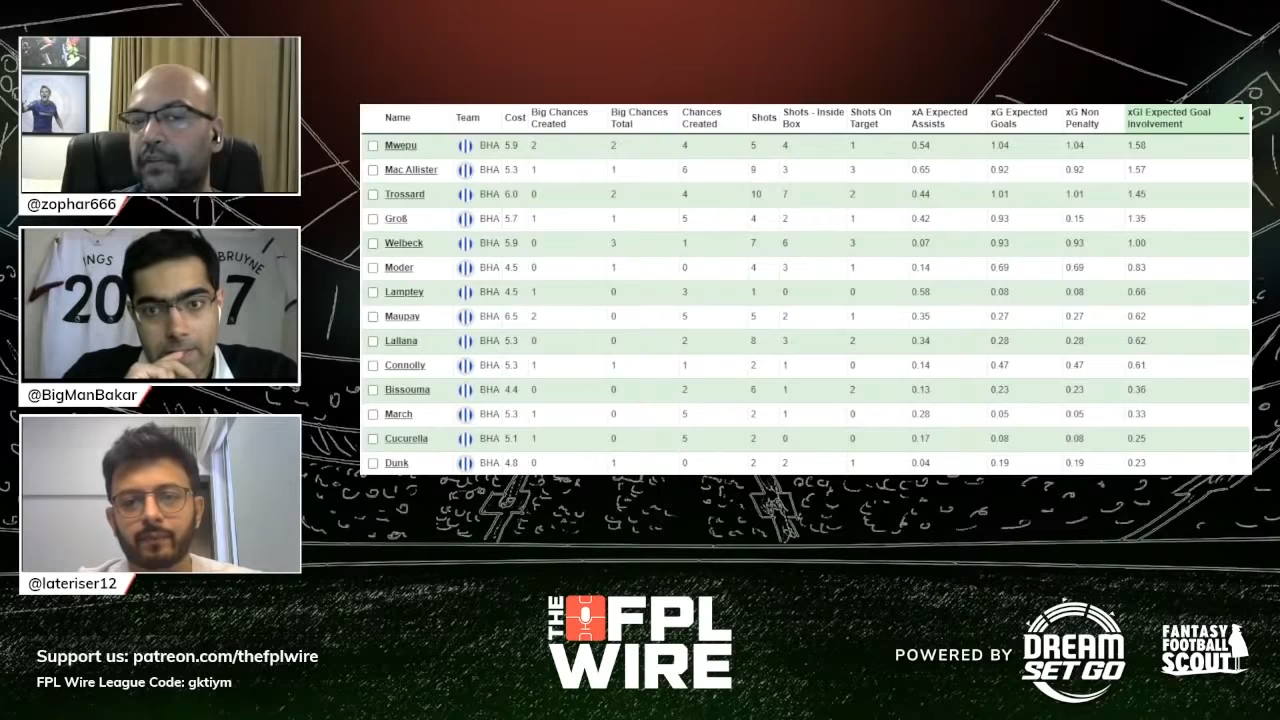 @zophar666
INGS
20
BRUYNE
7
@BigManBakar
@lateriser12
Name Team Cost Big Chances Created Big Chances Total Chances Created Shots Shots - Inside Box Shots On Target xA Expected Assists xG Expected Goals xG Non Penalty xGI Expected Goal Involvement
Mwepu BHA 5.9 2 2 4 5 4 1 0.54 1.04 1.04 1.58
Mac Allister BHA 5.3 1 1 6 9 3 3 0.65 0.92 0.92 1.57
Trossard BHA 6.0 0 2 4 10 7 2 0.44 1.01 1.01 1.45
Groß BHA 5.7 1 1 5 4 2 1 0.42 0.93 0.15 1.35
Welbeck BHA 5.9 0 3 1 7 6 3 0.07 0.93 0.93 1.00
Moder BHA 4.5 0 1 0 4 3 1 0.14 0.69 0.69 0.83
Lamptey BHA 4.5 1 0 3 1 0 0 0.58 0.08 0.08 0.66
Maupay BHA 6.5 2 0 5 5 2 1 0.35 0.27 0.27 0.62
Lallana BHA 5.3 0 0 2 8 3 2 0.34 0.28 0.28 0.62
Connolly BHA 5.3 1 1 1 2 1 0 0.14 0.47 0.47 0.61
Bissouma BHA 4.4 0 0 2 6 1 2 0.13 0.23 0.23 0.36
March BHA 5.3 1 0 5 2 1 0 0.28 0.05 0.05 0.33
Cucurella BHA 5.1 1 0 5 2 0 0 0.17 0.08 0.08 0.25
Dunk BHA 4.8 0 1 0 2 2 1 0.04 0.19 0.19 0.23
Support us: patreon.com/thefplwire
FPL Wire League Code: gktiym
THE FPL
WIRE
POWERED BY
DREAM
SET GO
FANTASY
FOOTBALL
SCOUT